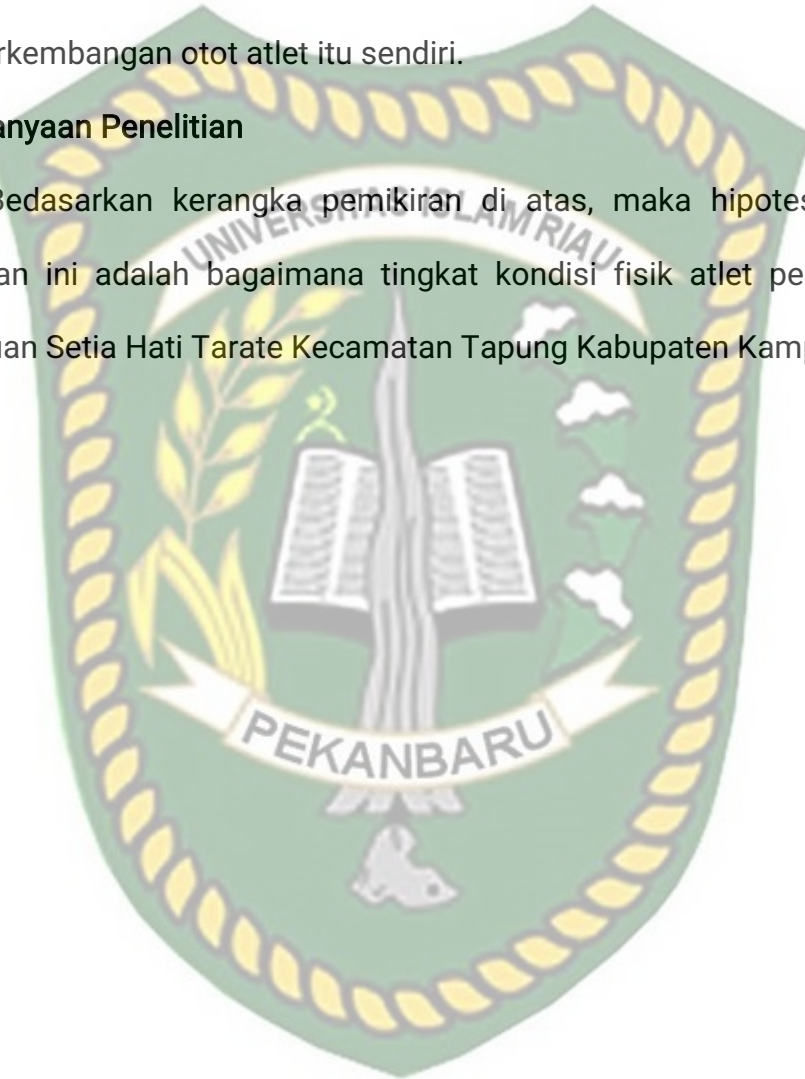 rkembangan otot atlet itu sendiri.
anyaan Penelitian
Bedasarkan kerangka pemikiran di atas, maka hipotes
UNIVERSITAS ISLAM RIAU
an ini adalah bagaimana tingkat kondisi fisik atlet pe
uan Setia Hati Tarate Kecamatan Tapung Kabupaten Kamp
PEKANBARU